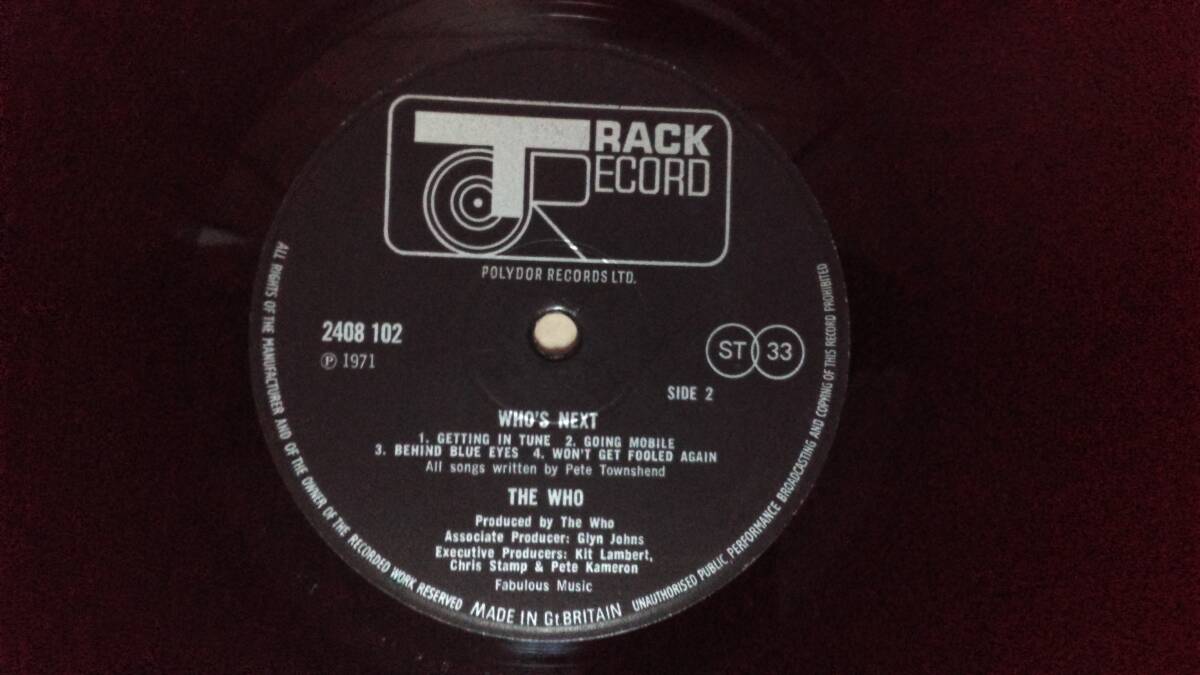 TRACK
RECORD
POLYDOR RECORDS LTD.
2408 102
℗ 1971
ST 33
SIDE 2
WHO'S NEXT
1. GETTING IN TUNE 2. GOING MOBILE
3. BEHIND BLUE EYES 4. WON'T GET FOOLED AGAIN
All songs written by Pete Townshend
THE WHO
Produced by The Who
Associate Producer: Glyn Johns
Executive Producers: Kit Lambert,
Chris Stamp & Pete Kameron
Fabulous Music
ALL RIGHTS OF THE MANUFACTURER AND OF THE OWNER OF THE RECORDED WORK RESERVED
MADE IN Gt BRITAIN
UNAUTHORISED PUBLIC PERFORMANCE BROADCASTING AND COPYING OF THIS RECORD PROHIBITED